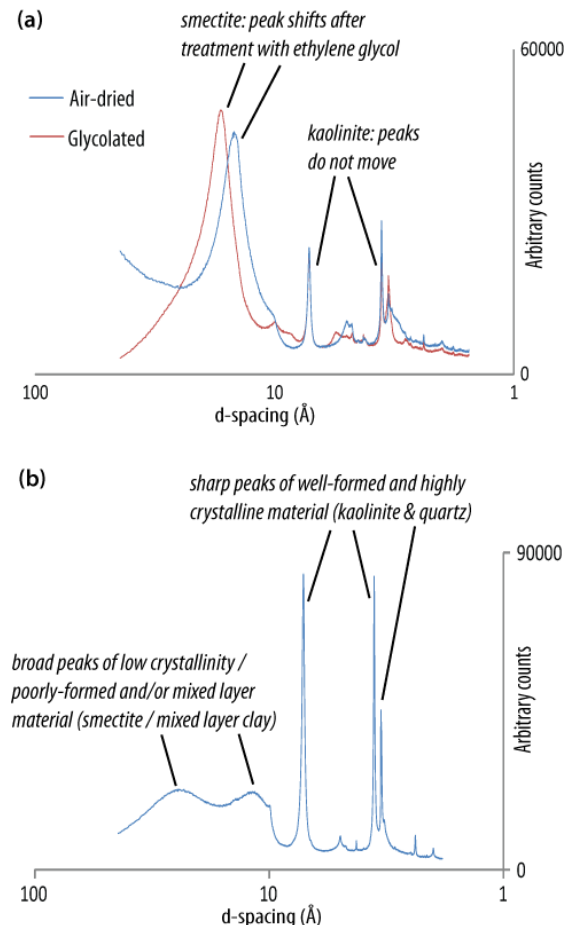 (a)
smectite: peak shifts after
treatment with ethylene glycol
60000
Air-dried
Glycolated
kaolinite: peaks
do not move
Arbitrary counts
0
100
10
1
d-spacing (Å)
(b)
sharp peaks of well-formed and highly
crystalline material (kaolinite & quartz)
90000
broad peaks of low crystallinity /
poorly-formed and/or mixed layer
material (smectite / mixed layer clay)
Arbitrary counts
0
100
10
1
d-spacing (Å)